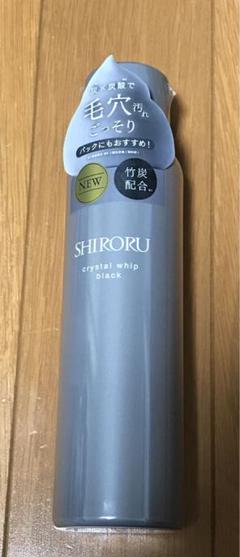 炭酸で
毛穴汚れ
ごっそり
パックにもおすすめ!
NEW
竹炭
配合
SHIRORU
crystal whip
black